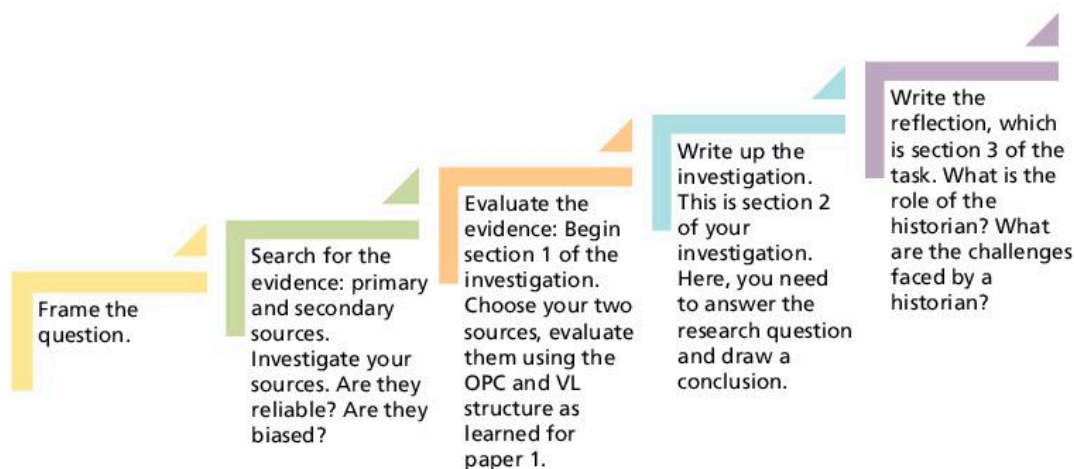 Frame the
question.
Search for the
evidence: primary
and secondary
sources.
Investigate your
sources. Are they
reliable? Are they
biased?
Evaluate the
evidence: Begin
section 1 of the
investigation.
Choose your two
sources, evaluate
them using the
OPC and VL
structure as
learned for
paper 1.
Write up the
investigation.
This is section 2
of your
investigation.
Here, you need
to answer the
research question
and draw a
conclusion.
Write the
reflection, which
is section 3 of the
task. What is the
role of the
historian? What
are the challenges
faced by a
historian?